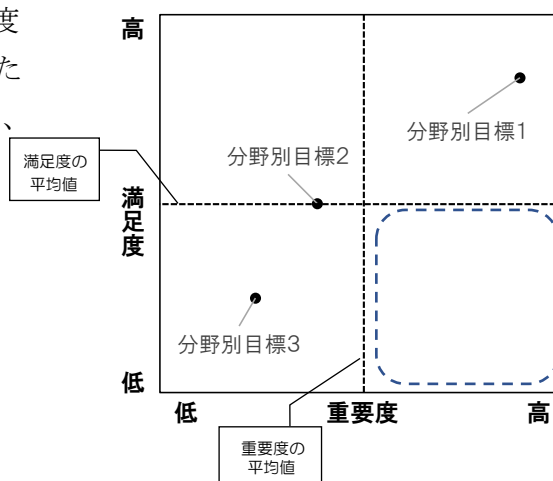 度
た
、
高
分野別目標1
満足度の
平均値
分野別目標2
満足度
分野別目標3
低
低
重要度
高
重要度の
平均値